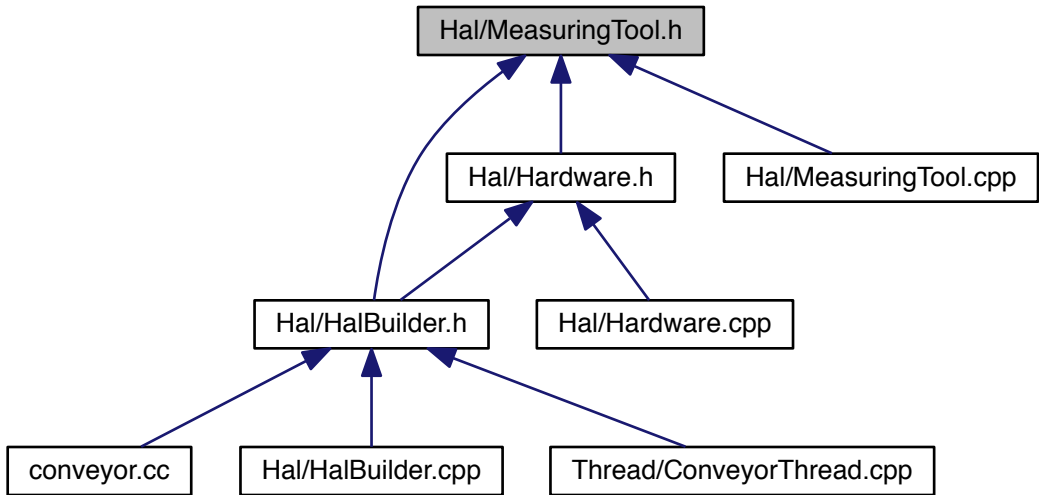 Hal/MeasuringTool.h
Hal/Hardware.h
Hal/MeasuringTool.cpp
Hal/HalBuilder.h
Hal/Hardware.cpp
conveyor.cc
Hal/HalBuilder.cpp
Thread/ConveyorThread.cpp